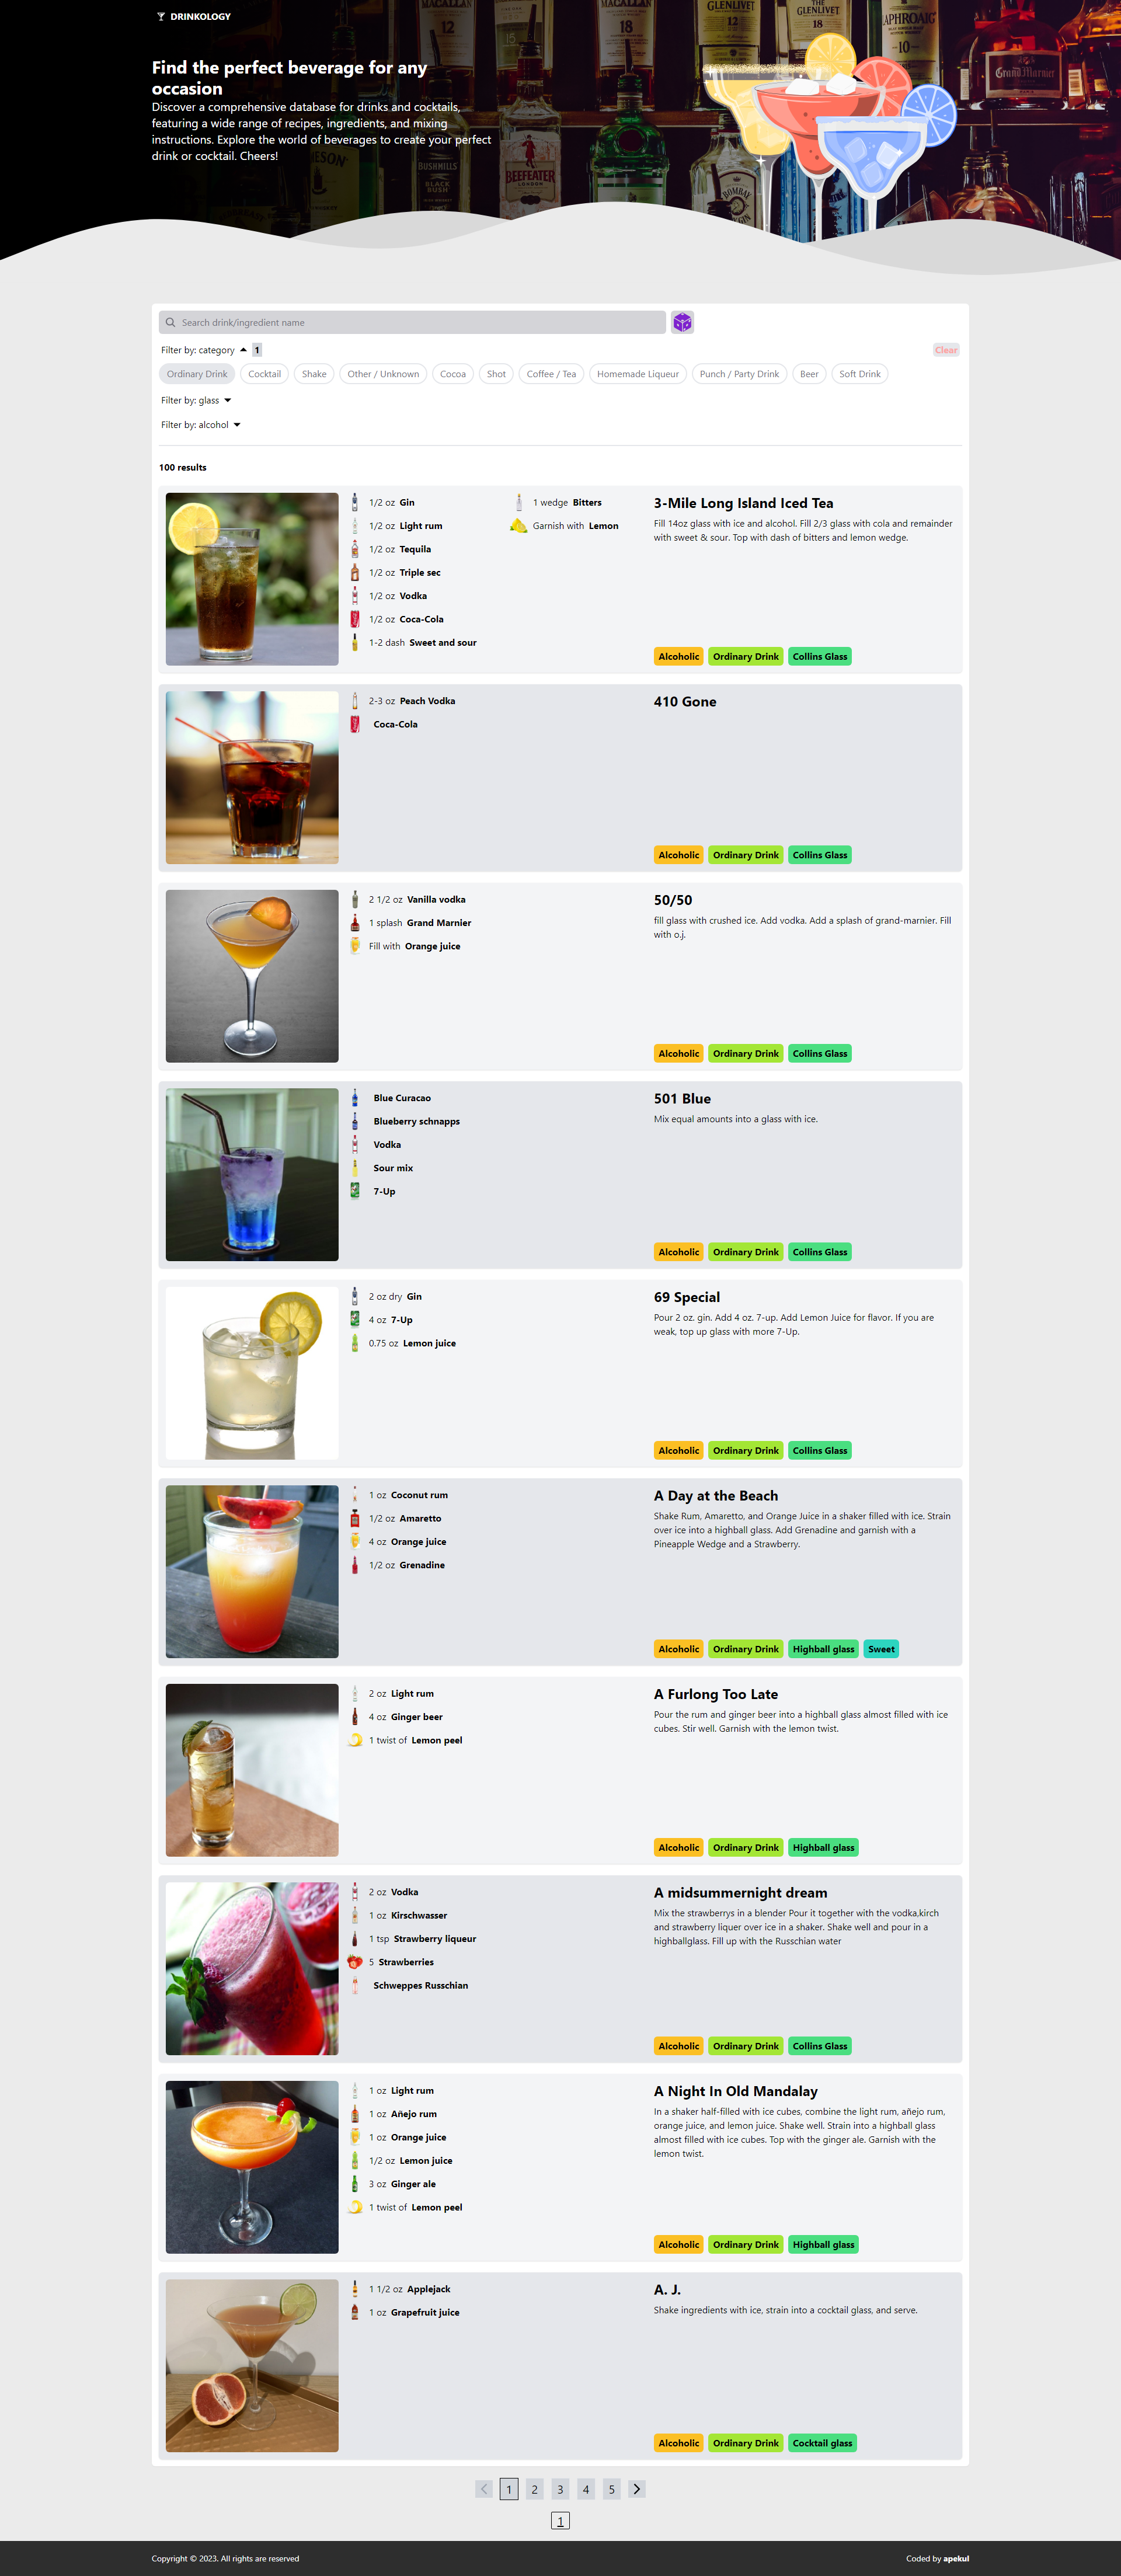 DRINKOLOGY
MACALLAN
12
15
MACALLAN
18
GLENLIVET
12
THE
GLENLIVET
18
LAPHROAIG
10
Grand Marnier
Find the perfect beverage for any
occasion
Discover a comprehensive database for drinks and cocktails,
featuring a wide range of recipes, ingredients, and mixing
instructions. Explore the world of beverages to create your perfect
drink or cocktail. Cheers!
BUSHMILLS
BLACK
BUSH
BEEFEATER
LONDON
BOMBAY
Search drink/ingredient name
Filter by: category 1
Clear
Ordinary Drink Cocktail Shake Other / Unknown Cocoa Shot Coffee / Tea Homemade Liqueur Punch / Party Drink Beer Soft Drink
Filter by: glass
Filter by: alcohol
100 results
1/2 oz Gin
1/2 oz Light rum
1/2 oz Tequila
1/2 oz Triple sec
1/2 oz Vodka
1/2 oz Coca-Cola
1-2 dash Sweet and sour
1 wedge Bitters
Garnish with Lemon
3-Mile Long Island Iced Tea
Fill 14oz glass with ice and alcohol. Fill 2/3 glass with cola and remainder
with sweet & sour. Top with dash of bitters and lemon wedge.
Alcoholic Ordinary Drink Collins Glass
2-3 oz Peach Vodka
Coca-Cola
410 Gone
Alcoholic Ordinary Drink Collins Glass
2 1/2 oz Vanilla vodka
1 splash Grand Marnier
Fill with Orange juice
50/50
fill glass with crushed ice. Add vodka. Add a splash of grand-marnier. Fill
with o.j.
Alcoholic Ordinary Drink Collins Glass
Blue Curacao
Blueberry schnapps
Vodka
Sour mix
7-Up
501 Blue
Mix equal amounts into a glass with ice.
Alcoholic Ordinary Drink Collins Glass
2 oz dry Gin
4 oz 7-Up
0.75 oz Lemon juice
69 Special
Pour 2 oz. gin. Add 4 oz. 7-up. Add Lemon Juice for flavor. If you are
weak, top up glass with more 7-Up.
Alcoholic Ordinary Drink Collins Glass
1 oz Coconut rum
1/2 oz Amaretto
4 oz Orange juice
1/2 oz Grenadine
A Day at the Beach
Shake Rum, Amaretto, and Orange Juice in a shaker filled with ice. Strain
over ice into a highball glass. Add Grenadine and garnish with a
Pineapple Wedge and a Strawberry.
Alcoholic Ordinary Drink Highball glass Sweet
2 oz Light rum
4 oz Ginger beer
1 twist of Lemon peel
A Furlong Too Late
Pour the rum and ginger beer into a highball glass almost filled with ice
cubes. Stir well. Garnish with the lemon twist.
Alcoholic Ordinary Drink Highball glass
2 oz Vodka
1 oz Kirschwasser
1 tsp Strawberry liqueur
5 Strawberries
Schweppes Russchian
A midsummernight dream
Mix the strawberrys in a blender Pour it together with the vodka,kirch
and strawberry liquer over ice in a shaker. Shake well and pour in a
highballglass. Fill up with the Russchian water
Alcoholic Ordinary Drink Collins Glass
1 oz Light rum
1 oz Añejo rum
1 oz Orange juice
1/2 oz Lemon juice
3 oz Ginger ale
1 twist of Lemon peel
A Night In Old Mandalay
In a shaker half-filled with ice cubes, combine the light rum, añejo rum,
orange juice, and lemon juice. Shake well. Strain into a highball glass
almost filled with ice cubes. Top with the ginger ale. Garnish with the
lemon twist.
Alcoholic Ordinary Drink Highball glass
1 1/2 oz Applejack
1 oz Grapefruit juice
A. J.
Shake ingredients with ice, strain into a cocktail glass, and serve.
Alcoholic Ordinary Drink Cocktail glass
1 2 3 4 5
1
Copyright © 2023. All rights are reserved
Coded by apekul